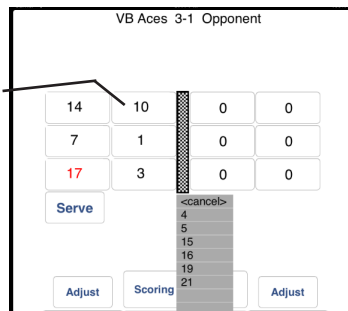 VB Aces 3-1 Opponent
14 10 0 0
7 1 0 0
17 3 0 0
Serve
<cancel>
4
5
15
16
19
21
Adjust Scoring Adjust